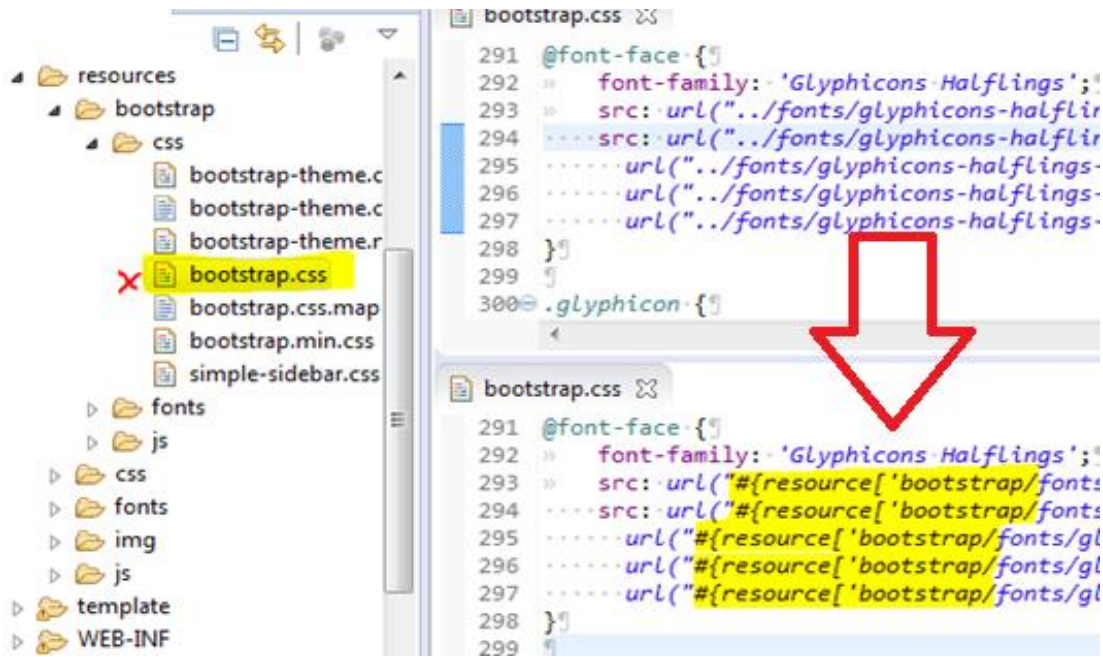 resources
bootstrap
css
bootstrap-theme.c
bootstrap-theme.c
bootstrap-theme.r
bootstrap.css
bootstrap.css.map
bootstrap.min.css
simple-sidebar.css
fonts
js
css
fonts
img
js
template
WEB-INF
bootstrap.css
291 @font-face {
292 font-family: 'Glyphicons Halflings';
293 src: url("../fonts/glyphicons-halflin
294 src: url("../fonts/glyphicons-halflin
295 url("../fonts/glyphicons-halflings-
296 url("../fonts/glyphicons-halflings-
297 url("../fonts/glyphicons-halflings-
298 }
299
300 .glyphicon {
bootstrap.css
291 @font-face {
292 font-family: 'Glyphicons Halflings';
293 src: url("#{resource['bootstrap/fonts
294 src: url("#{resource['bootstrap/fonts
295 url("#{resource['bootstrap/fonts/gl
296 url("#{resource['bootstrap/fonts/gl
297 url("#{resource['bootstrap/fonts/gl
298 }
299